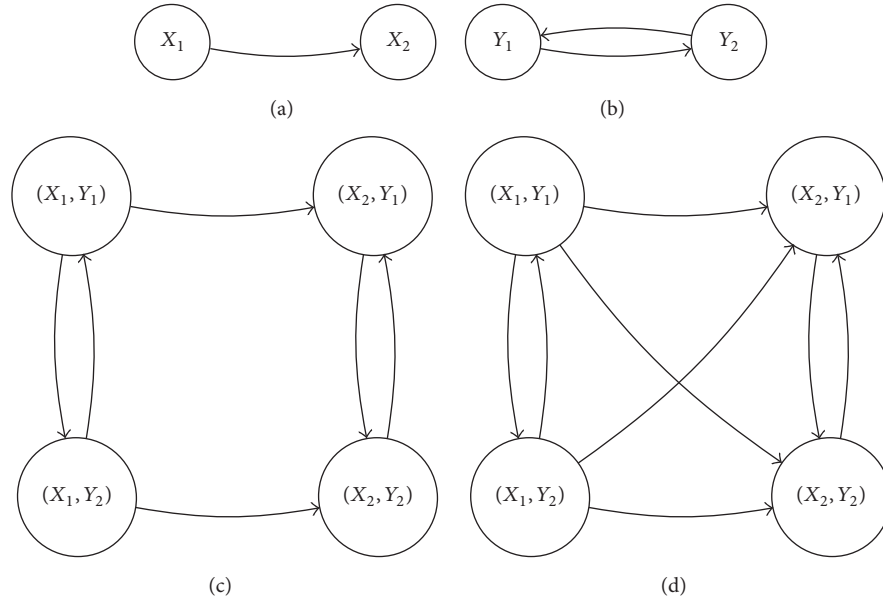 X₁
X₂
Y₁
Y₂
(a)
(b)
(X₁, Y₁)
(X₂, Y₁)
(X₁, Y₁)
(X₂, Y₁)
(X₁, Y₂)
(X₂, Y₂)
(X₁, Y₂)
(X₂, Y₂)
(c)
(d)